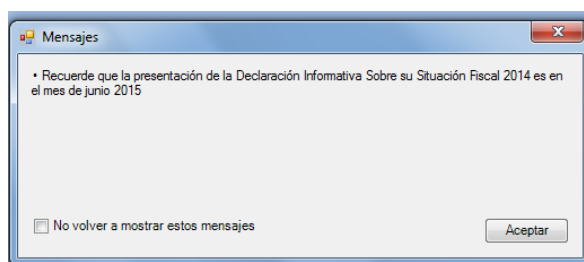 Mensajes
• Recuerde que la presentación de la Declaración Informativa Sobre su Situación Fiscal 2014 es en
el mes de junio 2015
No volver a mostrar estos mensajes
Aceptar